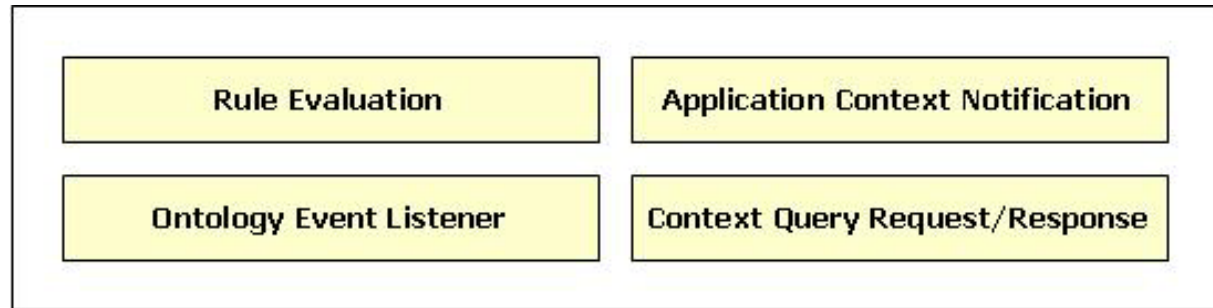 Rule Evaluation
Application Context Notification
Ontology Event Listener
Context Query Request/Response